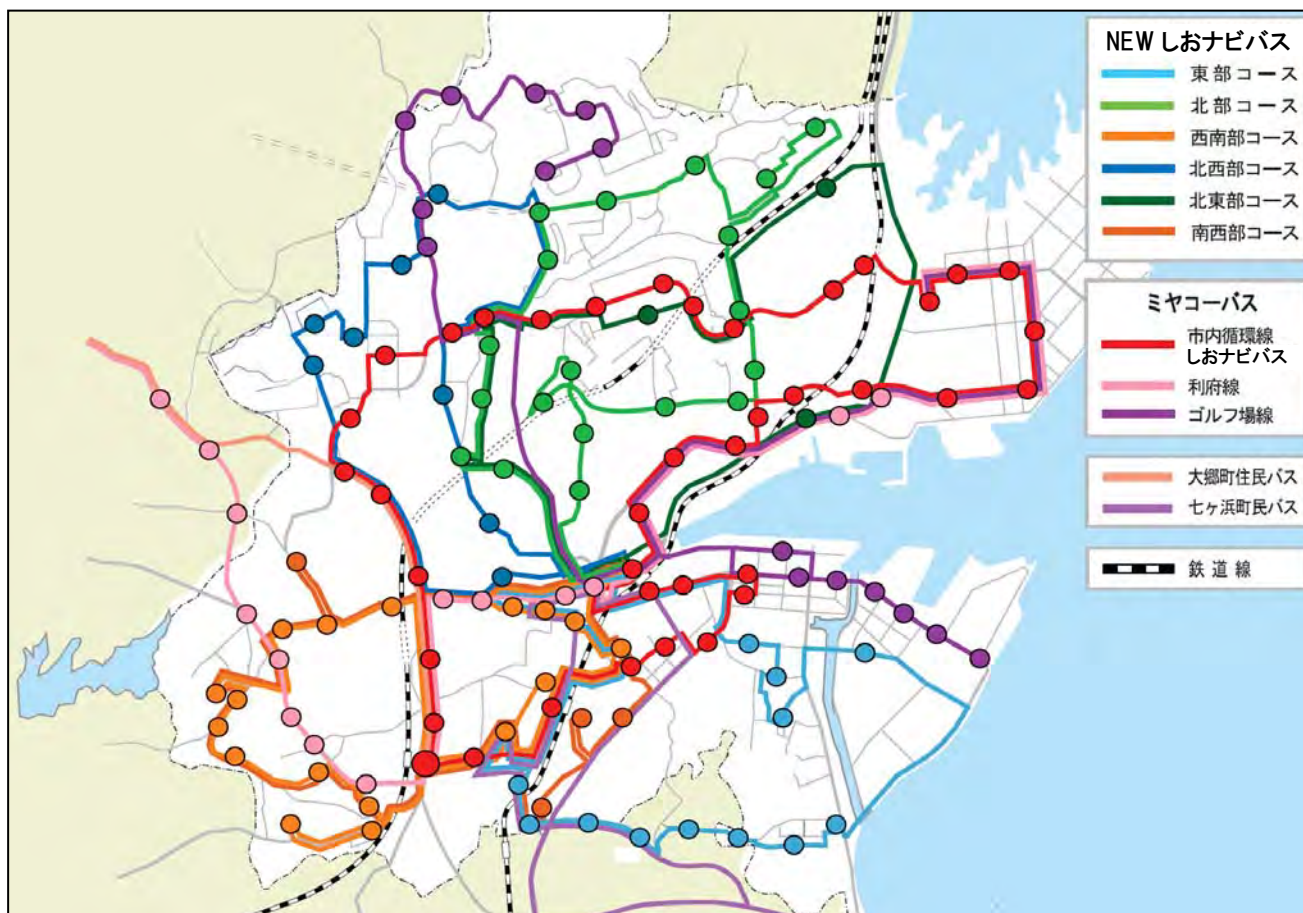 NEW しおナビバス
東部コース
北部コース
西南部コース
北西部コース
北東部コース
南西部コース
ミヤコーバス
市内循環線
しおナビバス
利府線
ゴルフ場線
大郷町住民バス
七ヶ浜町民バス
鉄道線